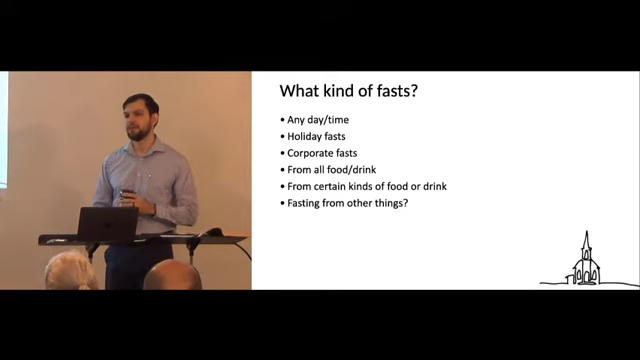 What kind of fasts?
• Any day/time
• Holiday fasts
• Corporate fasts
• From all food/drink
• From certain kinds of food or drink
• Fasting from other things?